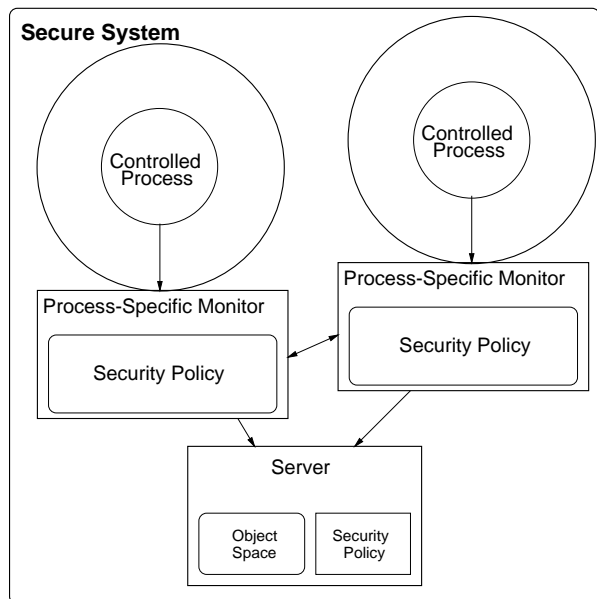 Secure System
Controlled
Process
Controlled
Process
Process-Specific Monitor
Security Policy
Process-Specific Monitor
Security Policy
Server
Object
Space
Security
Policy